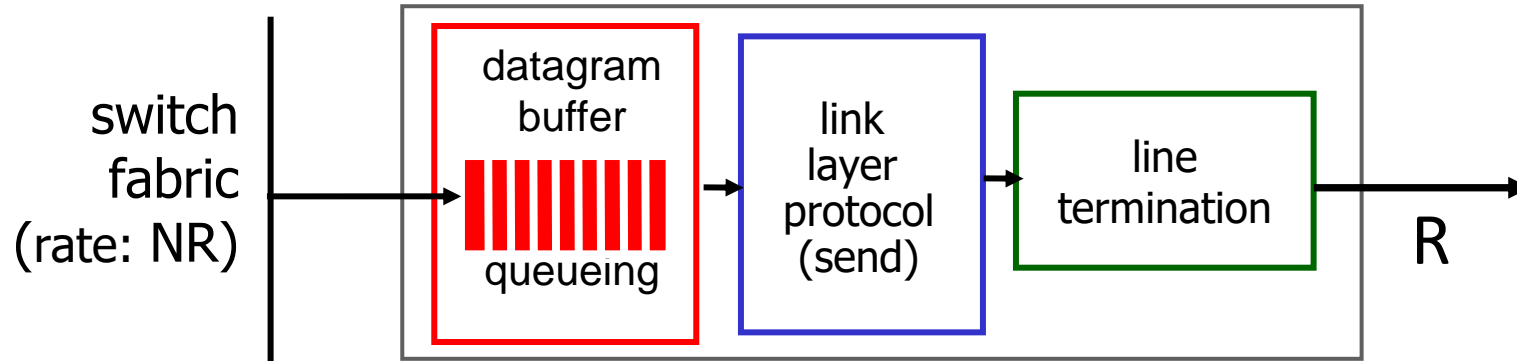 switch
fabric
(rate: NR)
datagram
buffer
queueing
link
layer
protocol
(send)
line
termination
R